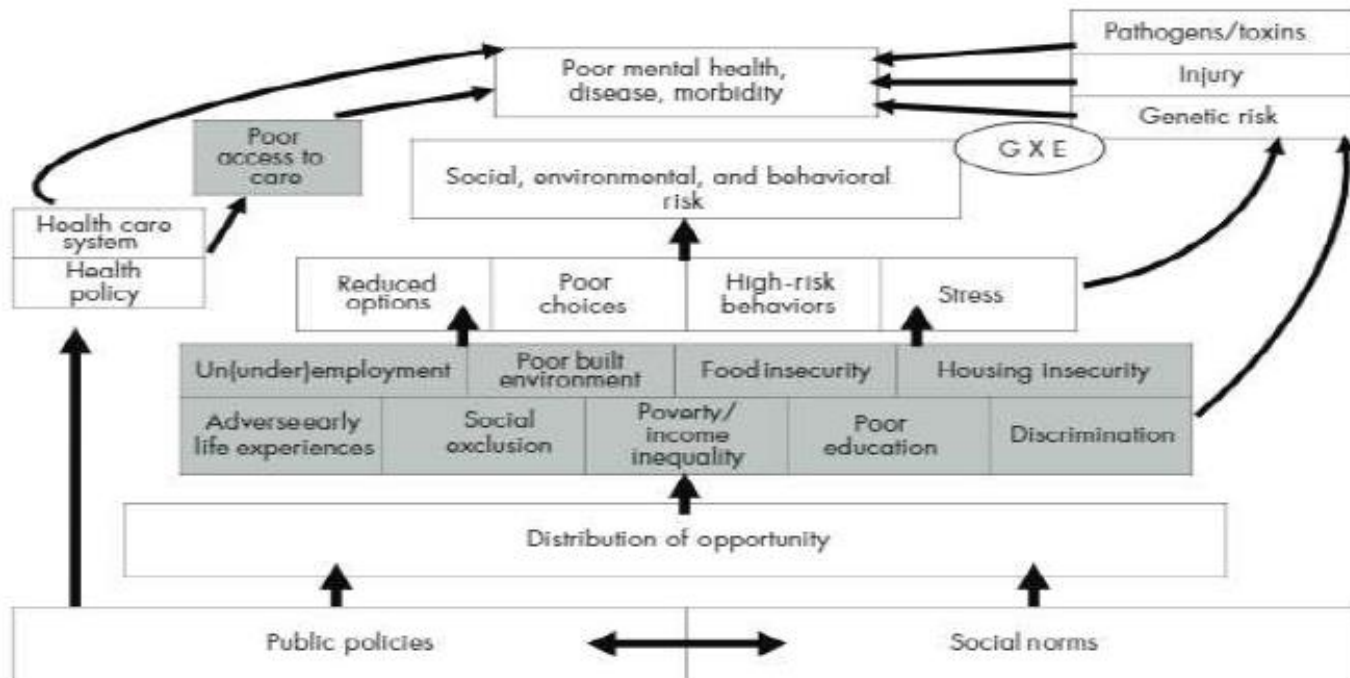 Pathogens/toxins
Poor mental health,
disease, morbidity
Injury
Genetic risk
Poor
access to
care
G X E
Social, environmental, and behavioral
risk
Health care
system
Health
policy
Reduced
options
Poor
choices
High-risk
behaviors
Stress
Un(under)employment
Poor built
environment
Food insecurity
Housing insecurity
Adverse early
life experiences
Social
exclusion
Poverty/
income
inequality
Poor
education
Discrimination
Distribution of opportunity
Public policies
Social norms